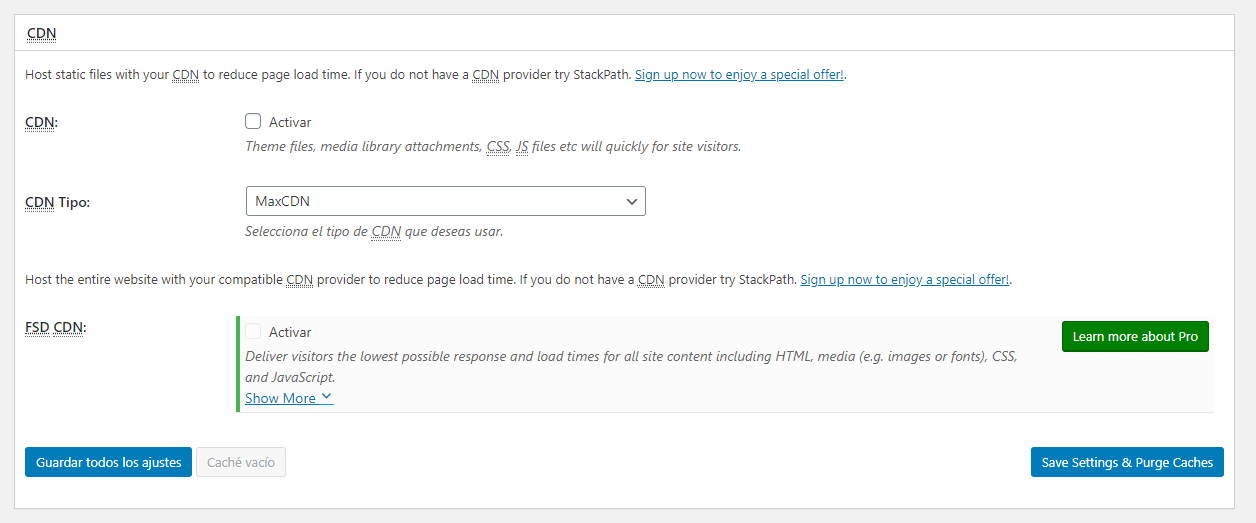 CDN
Host static files with your CDN to reduce page load time. If you do not have a CDN provider try StackPath. Sign up now to enjoy a special offer!.
CDN: Activar
Theme files, media library attachments, CSS, JS files etc will quickly for site visitors.
CDN Tipo: MaxCDN
Selecciona el tipo de CDN que deseas usar.
Host the entire website with your compatible CDN provider to reduce page load time. If you do not have a CDN provider try StackPath. Sign up now to enjoy a special offer!.
FSD CDN: Activar Learn more about Pro
Deliver visitors the lowest possible response and load times for all site content including HTML, media (e.g. images or fonts), CSS,
and JavaScript.
Show More
Guardar todos los ajustes Caché vacío Save Settings & Purge Caches